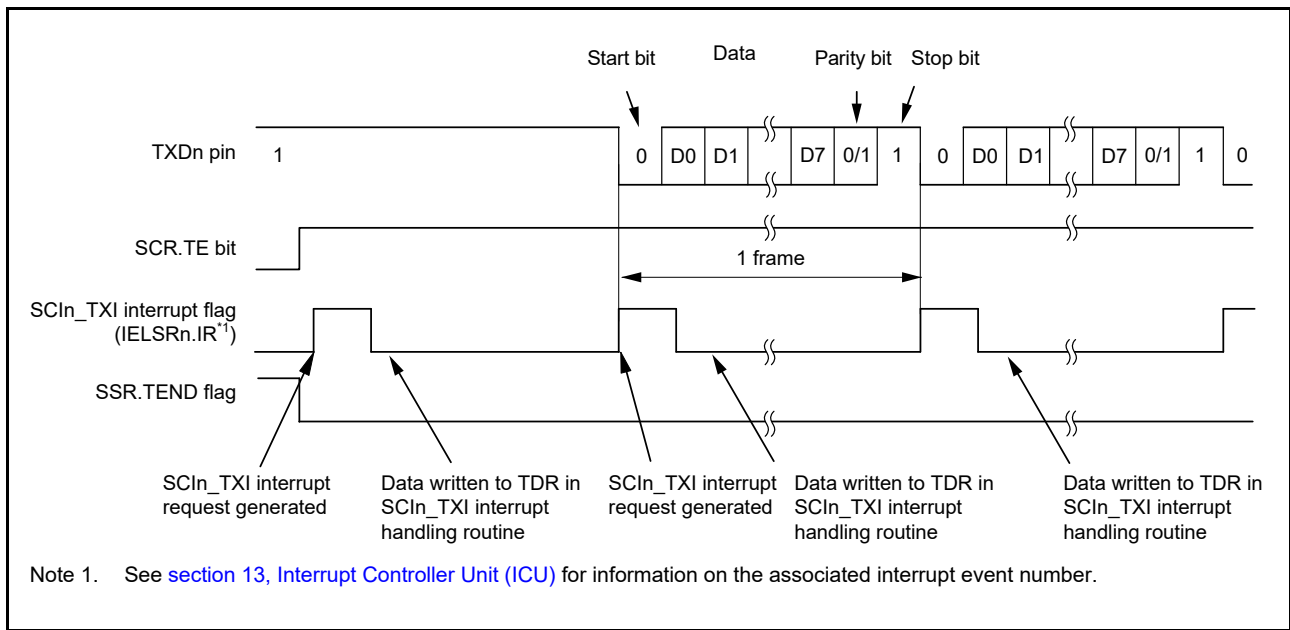 Start bit Data Parity bit Stop bit
TXDn pin 1 0 D0 D1 D7 0/1 1 0 D0 D1 D7 0/1 1 0
SCR.TE bit
1 frame
SCIn_TXI interrupt flag
(IELSRn.IR*1)
SSR.TEND flag
SCIn_TXI interrupt
request generated
Data written to TDR in
SCIn_TXI interrupt
handling routine
SCIn_TXI interrupt
request generated
Data written to TDR in
SCIn_TXI interrupt
handling routine
Data written to TDR in
SCIn_TXI interrupt
handling routine
Note 1. See section 13, Interrupt Controller Unit (ICU) for information on the associated interrupt event number.